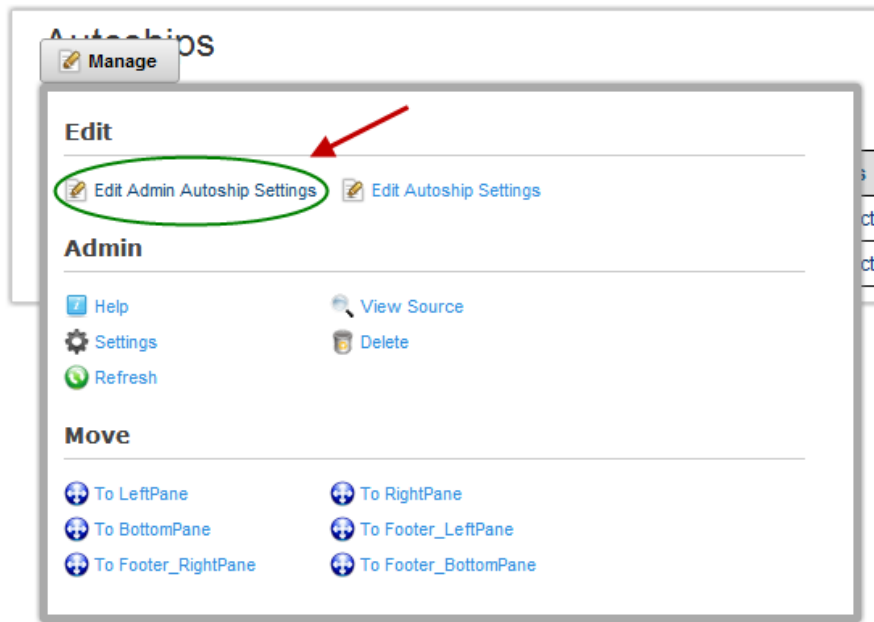 Autoships
Manage
Edit
Edit Admin Autoship Settings Edit Autoship Settings
Admin
Help View Source
Settings Delete
Refresh
Move
To LeftPane To RightPane
To BottomPane To Footer_LeftPane
To Footer_RightPane To Footer_BottomPane